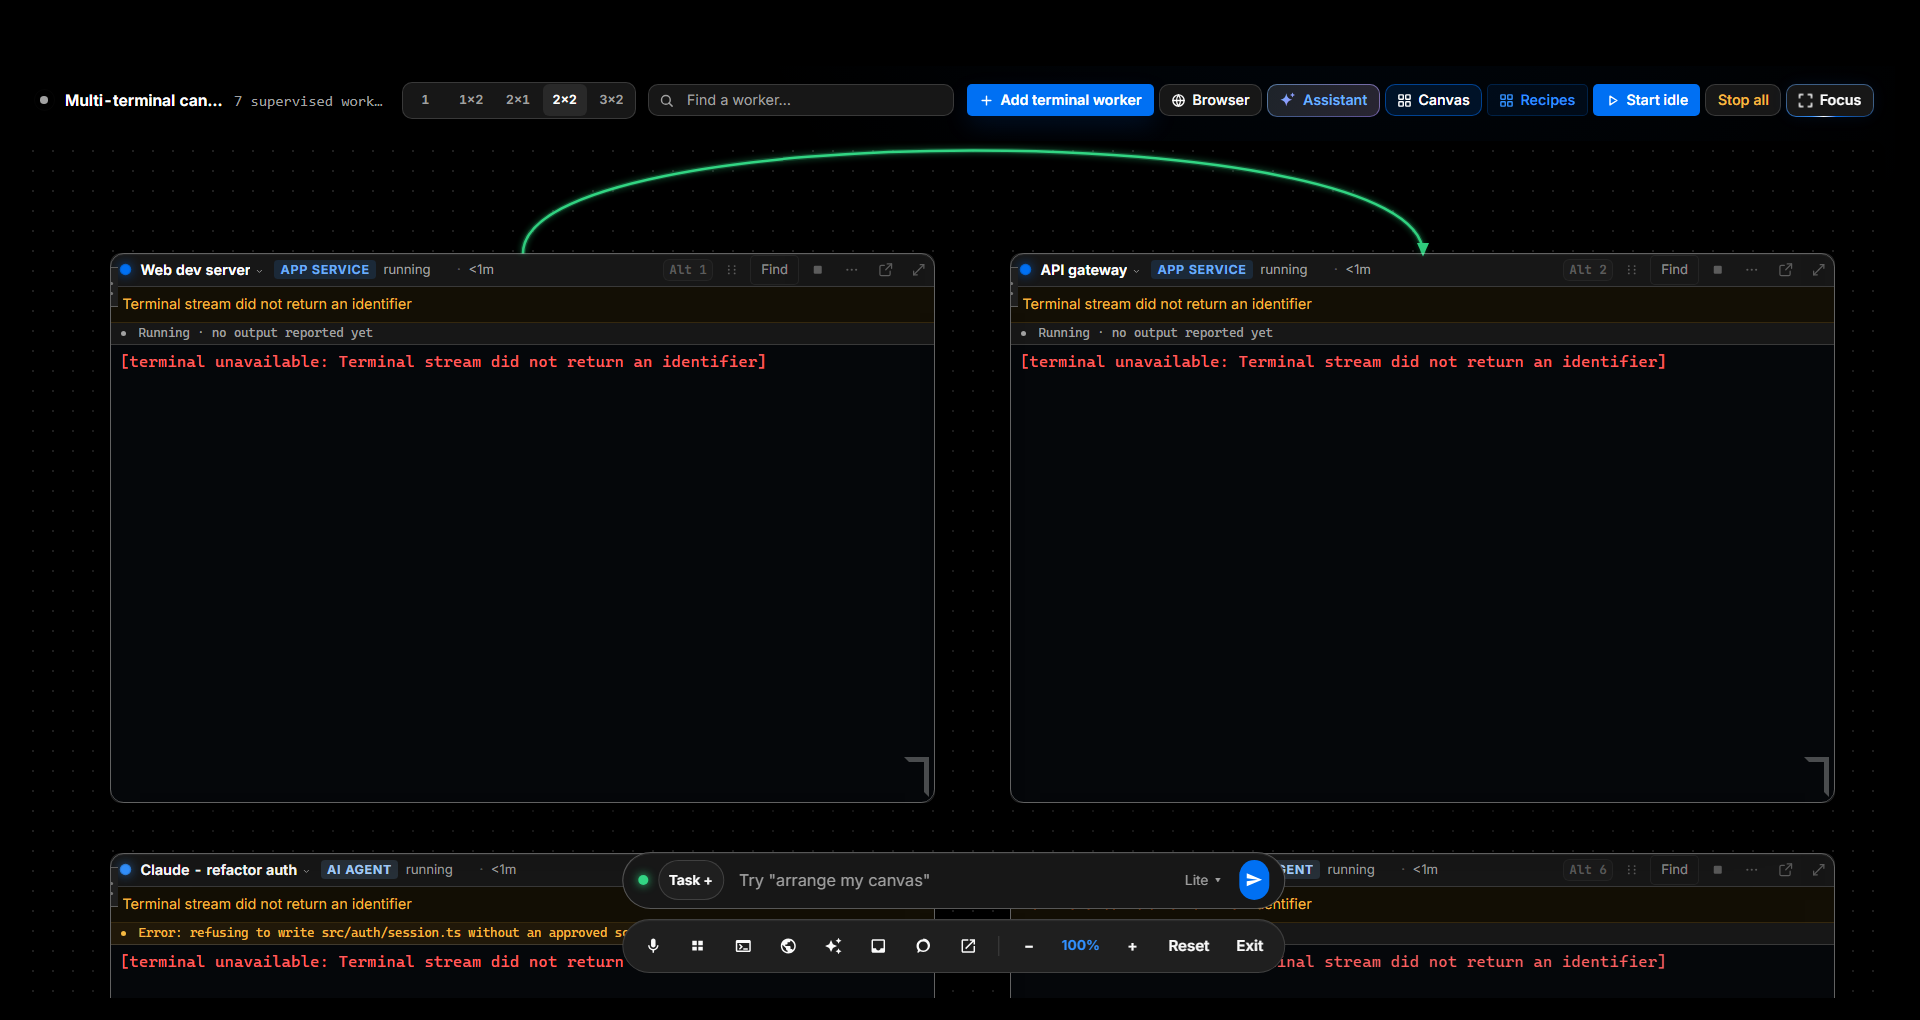 Multi-terminal can... 7 supervised work...
1 1×2 2×1 2×2 3×2
Find a worker...
+ Add terminal worker
Browser
Assistant
Canvas
Recipes
Start idle
Stop all
Focus
Web dev server APP SERVICE running · <1m Alt 1 Find
Terminal stream did not return an identifier
Running · no output reported yet
[terminal unavailable: Terminal stream did not return an identifier]
API gateway APP SERVICE running · <1m Alt 2 Find
Terminal stream did not return an identifier
Running · no output reported yet
[terminal unavailable: Terminal stream did not return an identifier]
Claude - refactor auth AI AGENT running · <1m
Terminal stream did not return an identifier
Error: refusing to write src/auth/session.ts without an approved
[terminal unavailable: Terminal stream did not return
GENT running · <1m Alt 6 Find
entifier
inal stream did not return an identifier]
Task + Try "arrange my canvas" Lite
− 100% + Reset Exit